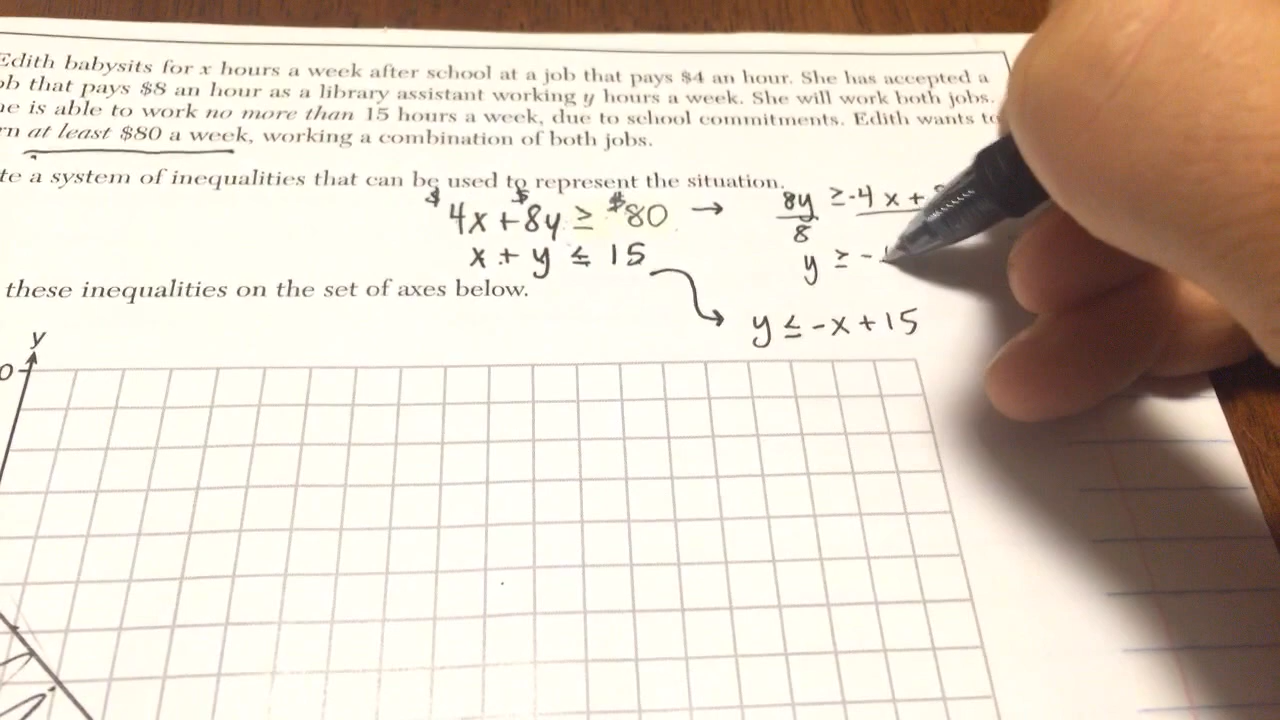 Edith babysits for x hours a week after school at a job that pays $4 an hour. She has accepted a
that pays $8 an hour as a library assistant working y hours a week. She will work both jobs.
is able to work no more than 15 hours a week, due to school commitments. Edith wants to
at least $80 a week, working a combination of both jobs.
a system of inequalities that can be used to represent the situation.
$4x + $8y ≥ $80 → 8y ≥ -4x +
8
x + y ≤ 15
y ≥ -
these inequalities on the set of axes below.
y ≤ -x + 15
y